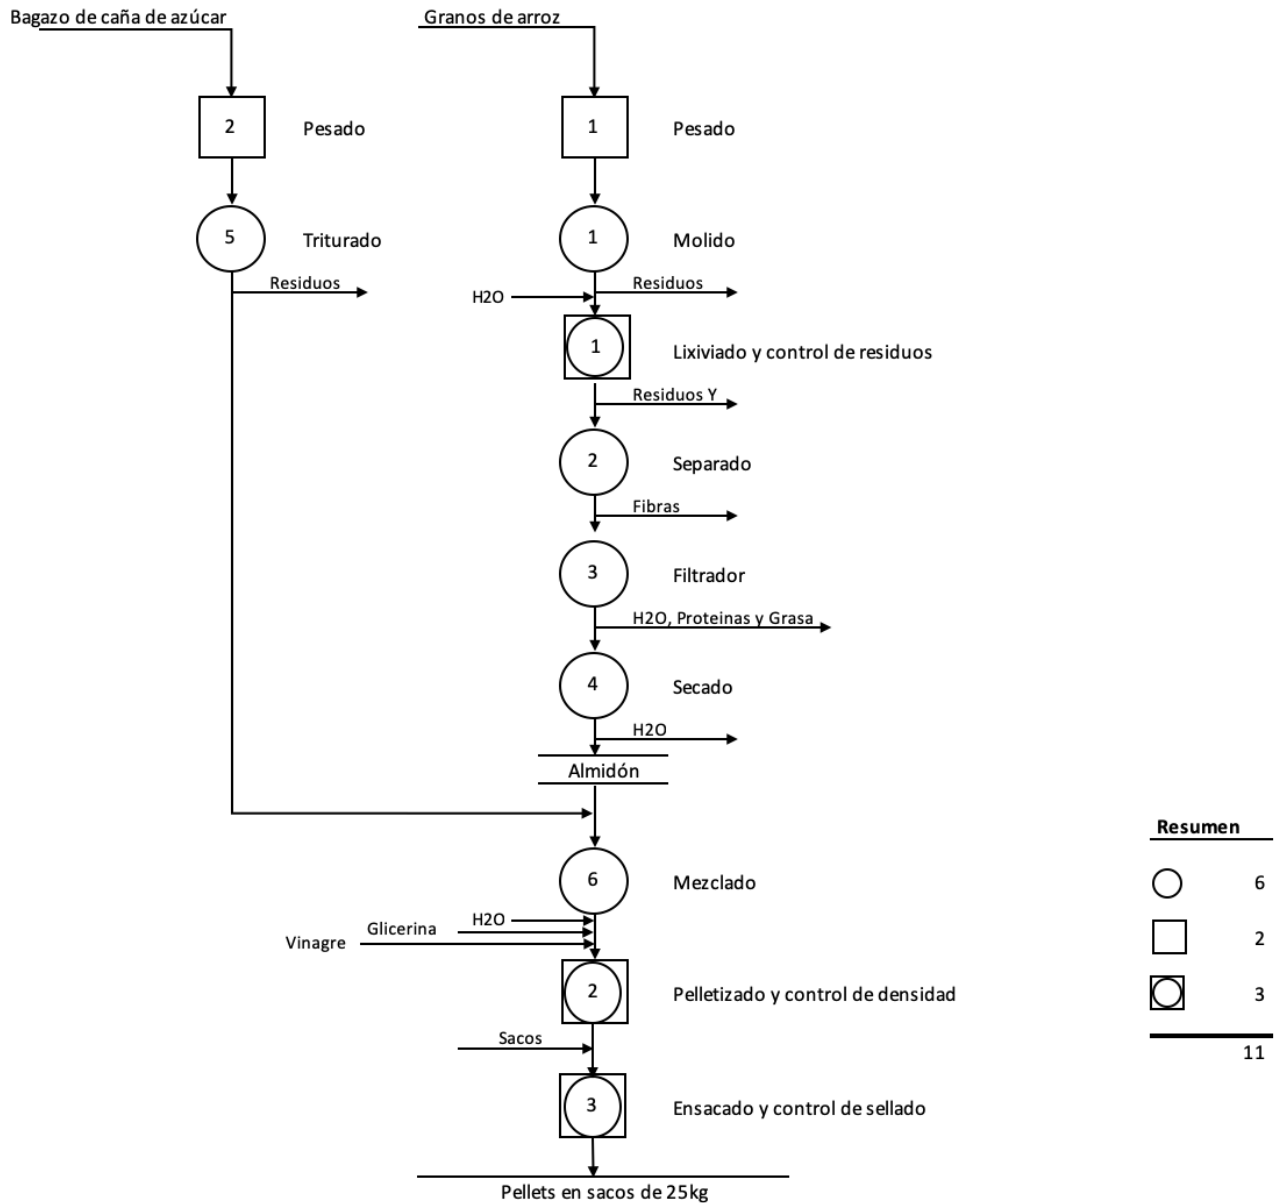 Bagazo de caña de azúcar
Granos de arroz
2 Pesado
1 Pesado
5 Triturado
1 Molido
Residuos
Residuos
H2O
1 Lixiviado y control de residuos
Residuos Y
2 Separado
Fibras
3 Filtrador
H2O, Proteinas y Grasa
4 Secado
H2O
Almidón
6 Mezclado
H2O
Glicerina
Vinagre
2 Pelletizado y control de densidad
Sacos
3 Ensacado y control de sellado
Pellets en sacos de 25kg
Resumen
6
2
3
11